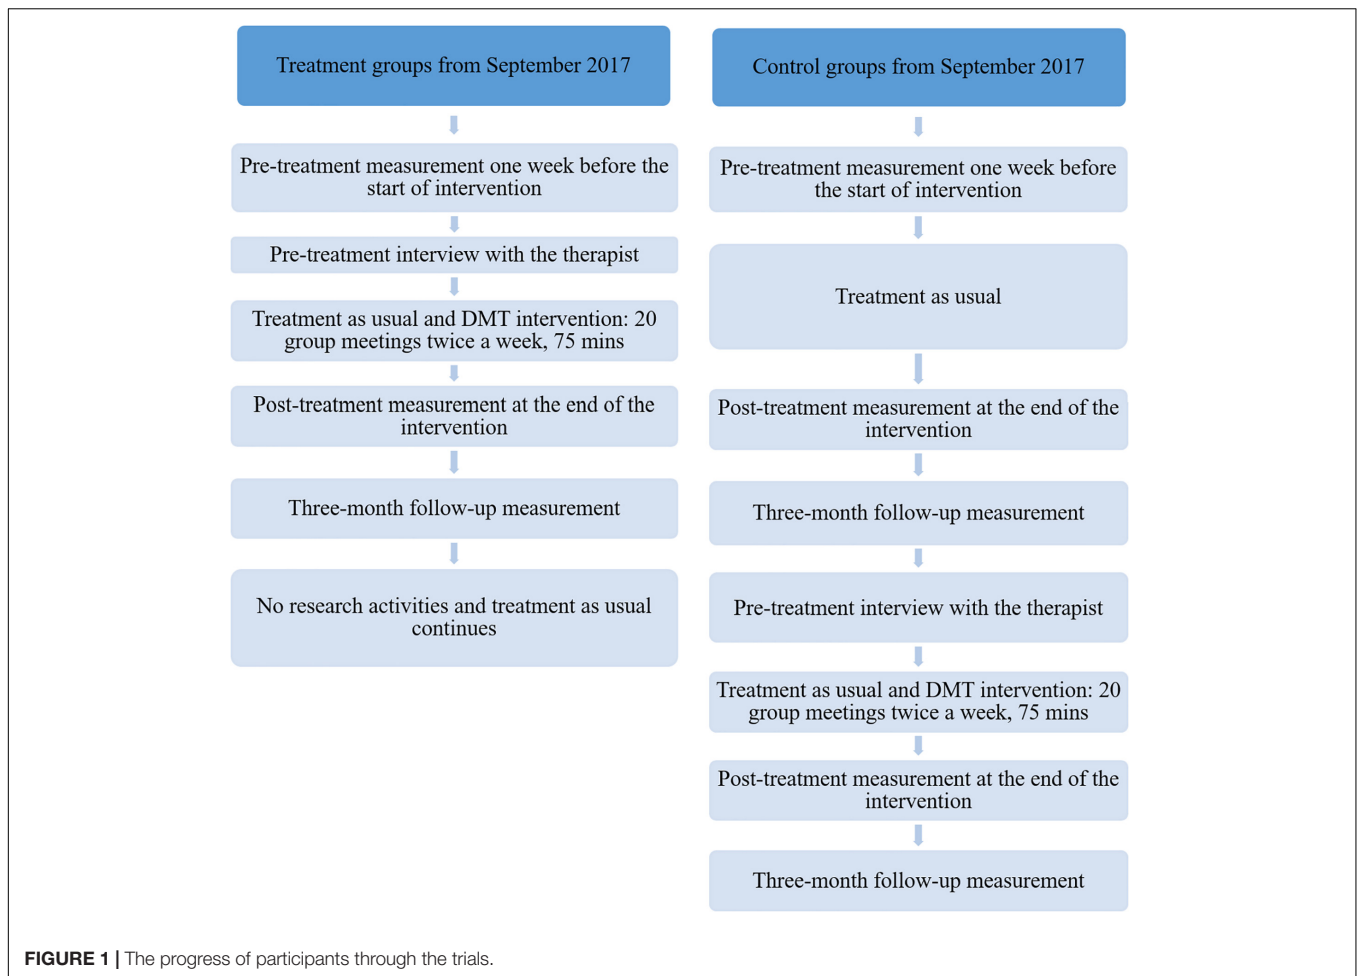 Treatment groups from September 2017
Pre-treatment measurement one week before the
start of intervention
Pre-treatment interview with the therapist
Treatment as usual and DMT intervention: 20
group meetings twice a week, 75 mins
Post-treatment measurement at the end of the
intervention
Three-month follow-up measurement
No research activities and treatment as usual
continues
Control groups from September 2017
Pre-treatment measurement one week before
the start of intervention
Treatment as usual
Post-treatment measurement at the end of the
intervention
Three-month follow-up measurement
Pre-treatment interview with the therapist
Treatment as usual and DMT intervention: 20
group meetings twice a week, 75 mins
Post-treatment measurement at the end of the
intervention
Three-month follow-up measurement
FIGURE 1 | The progress of participants through the trials.